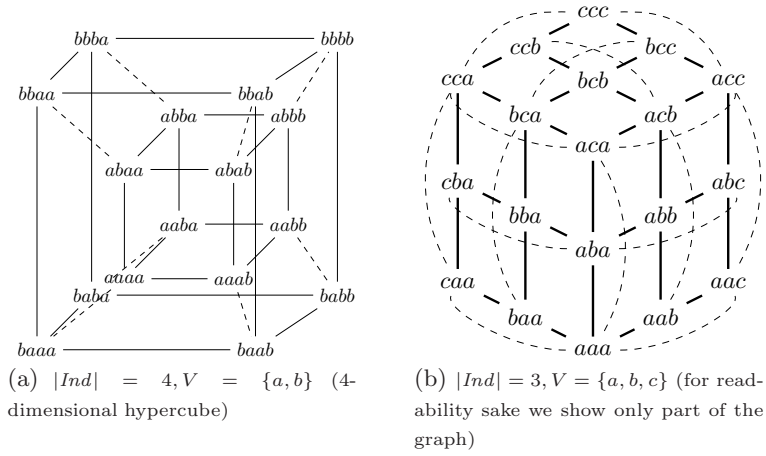 ccc
bbba bbbb ccb bcc
cca bcb acc
bbaa bbab
abba abbb bca acb
aca
abaa abab cba abc
aaba aabb bba abb
aba
aaaa aaab caa aac
baba babb baa aab
baaa baab aaa
(a) |Ind| = 4, V = {a, b} (4-
dimensional hypercube)
(b) |Ind| = 3, V = {a, b, c} (for read-
ability sake we show only part of the
graph)